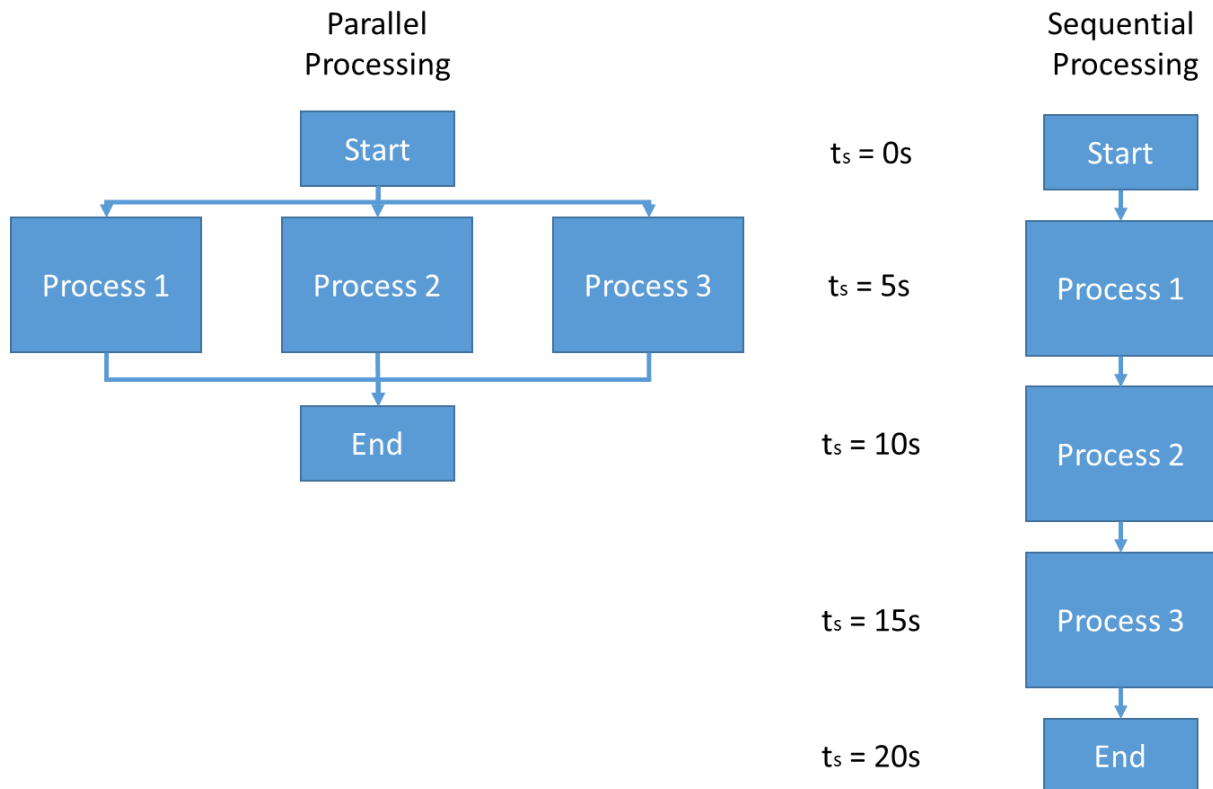 Parallel
Processing
Start
Process 1
Process 2
Process 3
End
ts = 0s
ts = 5s
ts = 10s
ts = 15s
ts = 20s
Sequential
Processing
Start
Process 1
Process 2
Process 3
End